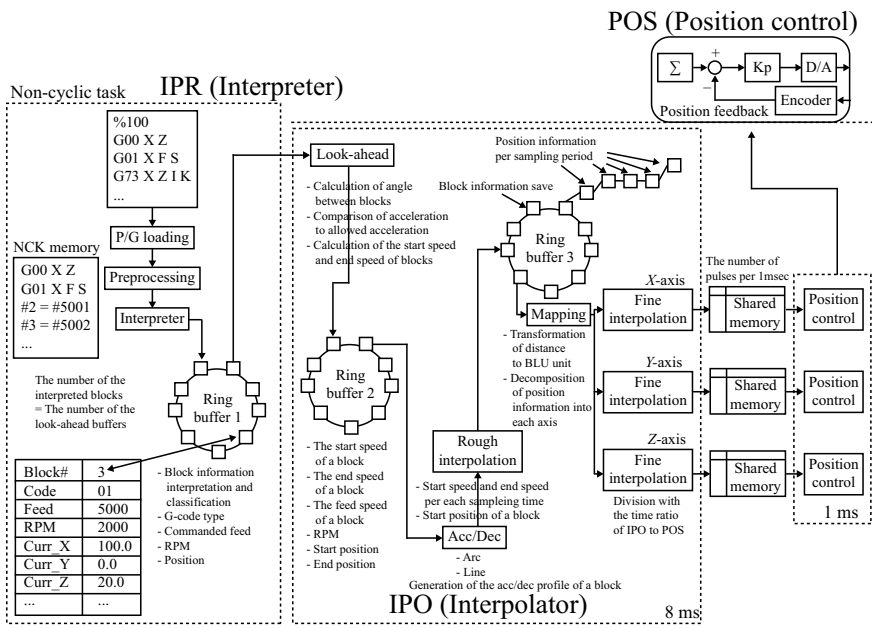 POS (Position control)
Σ
+
−
Kp
D/A
Encoder
Position feedback
Non-cyclic task
IPR (Interpreter)
%100
G00 X Z
G01 X F S
G73 X Z I K
...
P/G loading
Preprocessing
Interpreter
NCK memory
G00 X Z
G01 X F S
#2 = #5001
#3 = #5002
...
The number of the
interpreted blocks
= The number of the
look-ahead buffers
Ring
buffer 1
Block# 3
Code 01
Feed 5000
RPM 2000
Curr_X 100.0
Curr_Y 0.0
Curr_Z 20.0
... ...
- Block information
interpretation and
classification
- G-code type
- Commanded feed
- RPM
- Position
Look-ahead
- Calculation of angle
between blocks
- Comparison of acceleration
to allowed acceleration
- Calculation of the start speed
and end speed of blocks
Ring
buffer 2
- The start speed
of a block
- The end speed
of a block
- The feed speed
of a block
- RPM
- Start position
- End position
Position information
per sampling period
Block information save
Ring
buffer 3
Mapping
- Transformation
of distance
to BLU unit
- Decomposition
of position
information into
each axis
Rough
interpolation
- Start speed and end speed
per each sampleing time
- Start position of a block
Acc/Dec
- Arc
- Line
Generation of the acc/dec profile of a block
IPO (Interpolator)
8 ms
X-axis
Fine
interpolation
Y-axis
Fine
interpolation
Z-axis
Fine
interpolation
Division with
the time ratio
of IPO to POS
The number of
pulses per 1msec
Shared
memory
Shared
memory
Shared
memory
Position
control
Position
control
Position
control
1 ms